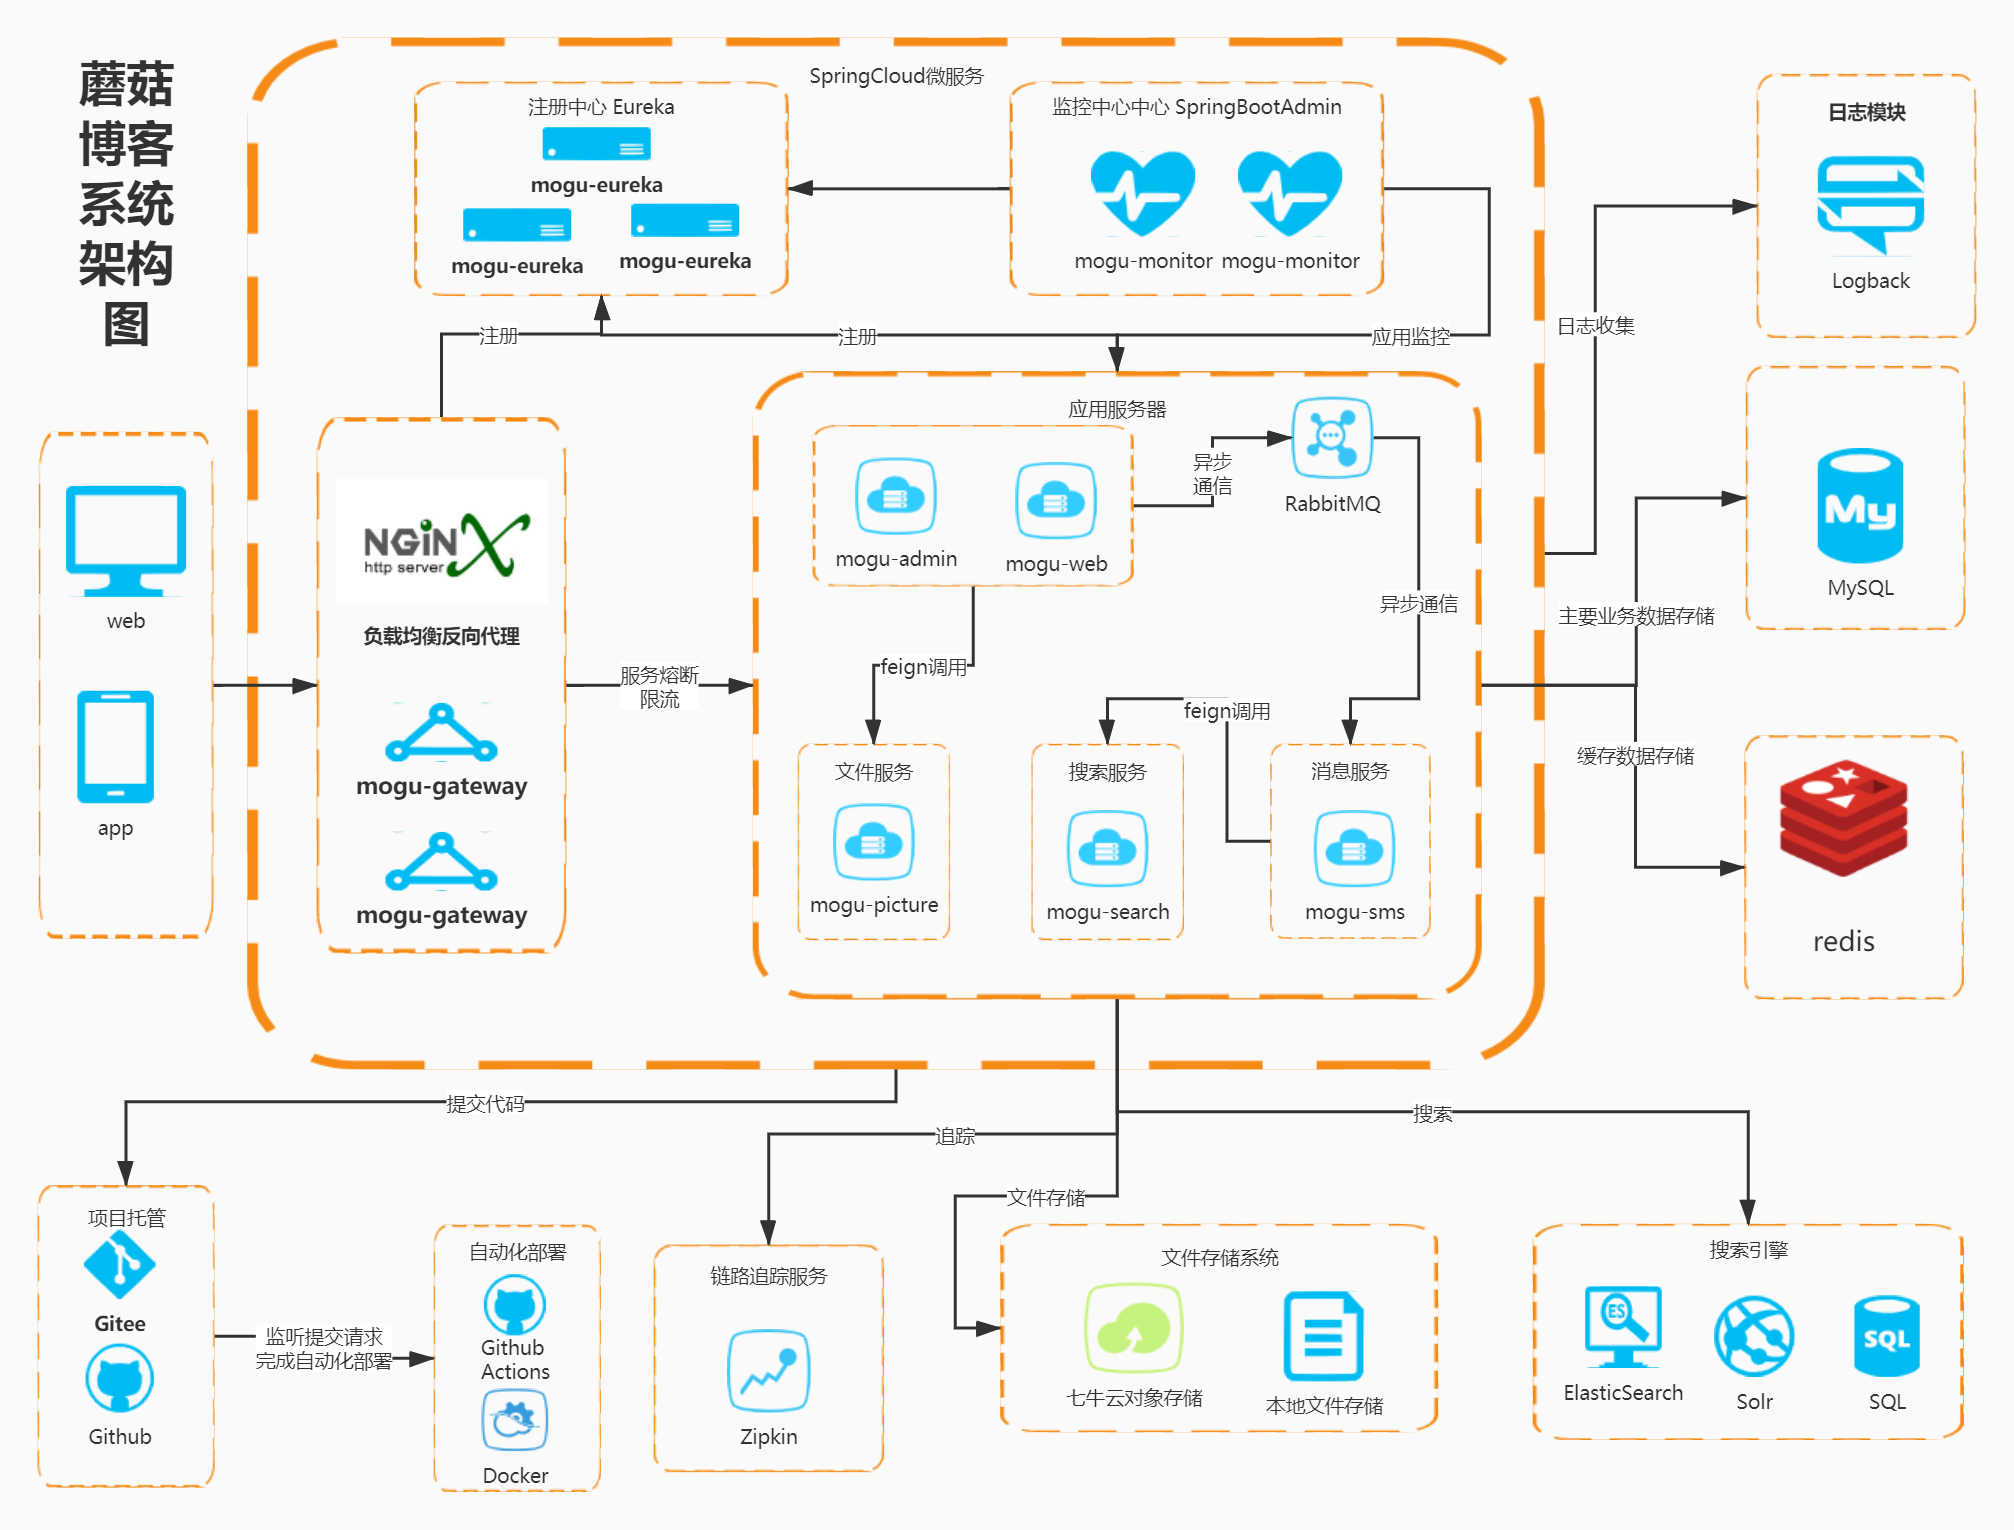 蘑菇
博客
系统
架构
图
SpringCloud微服务
注册中心 Eureka
mogu-eureka
mogu-eureka
mogu-eureka
监控中心中心 SpringBootAdmin
mogu-monitor
mogu-monitor
日志模块
Logback
注册
注册
应用监控
日志收集
web
app
NGiNX
http server
负载均衡反向代理
mogu-gateway
mogu-gateway
服务熔断
限流
应用服务器
mogu-admin
mogu-web
异步
通信
RabbitMQ
异步通信
feign调用
feign调用
文件服务
mogu-picture
搜索服务
mogu-search
消息服务
mogu-sms
My
MySQL
主要业务数据存储
缓存数据存储
redis
提交代码
追踪
文件存储
搜索
项目托管
Gitee
Github
监听提交请求
完成自动化部署
自动化部署
Github
Actions
Docker
链路追踪服务
Zipkin
文件存储系统
七牛云对象存储
本地文件存储
搜索引擎
ES
ElasticSearch
Solr
SQL
SQL